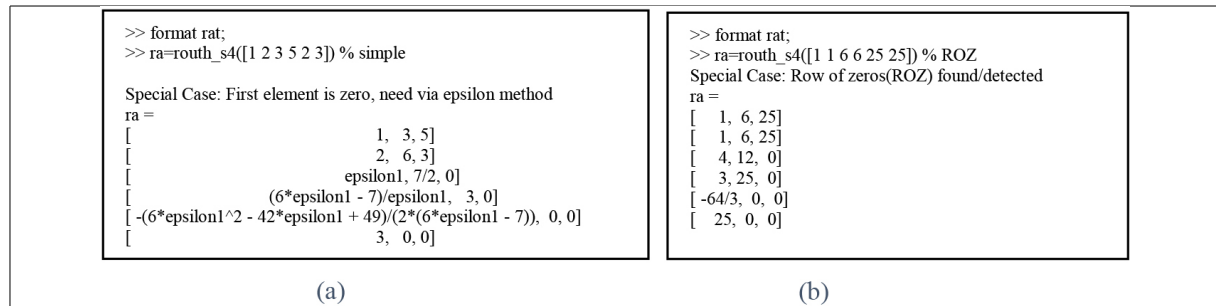 >> format rat;
>> ra=routh_s4([1 2 3 5 2 3]) % simple
Special Case: First element is zero, need via epsilon method
ra =
[ 1, 3, 5]
[ 2, 6, 3]
[ epsilon1, 7/2, 0]
[ (6*epsilon1 - 7)/epsilon1, 3, 0]
[ -(6*epsilon1^2 - 42*epsilon1 + 49)/(2*(6*epsilon1 - 7)), 0, 0]
[ 3, 0, 0]
(a)
>> format rat;
>> ra=routh_s4([1 1 6 6 25 25]) % ROZ
Special Case: Row of zeros(ROZ) found/detected
ra =
[ 1, 6, 25]
[ 1, 6, 25]
[ 4, 12, 0]
[ 3, 25, 0]
[ -64/3, 0, 0]
[ 25, 0, 0]
(b)